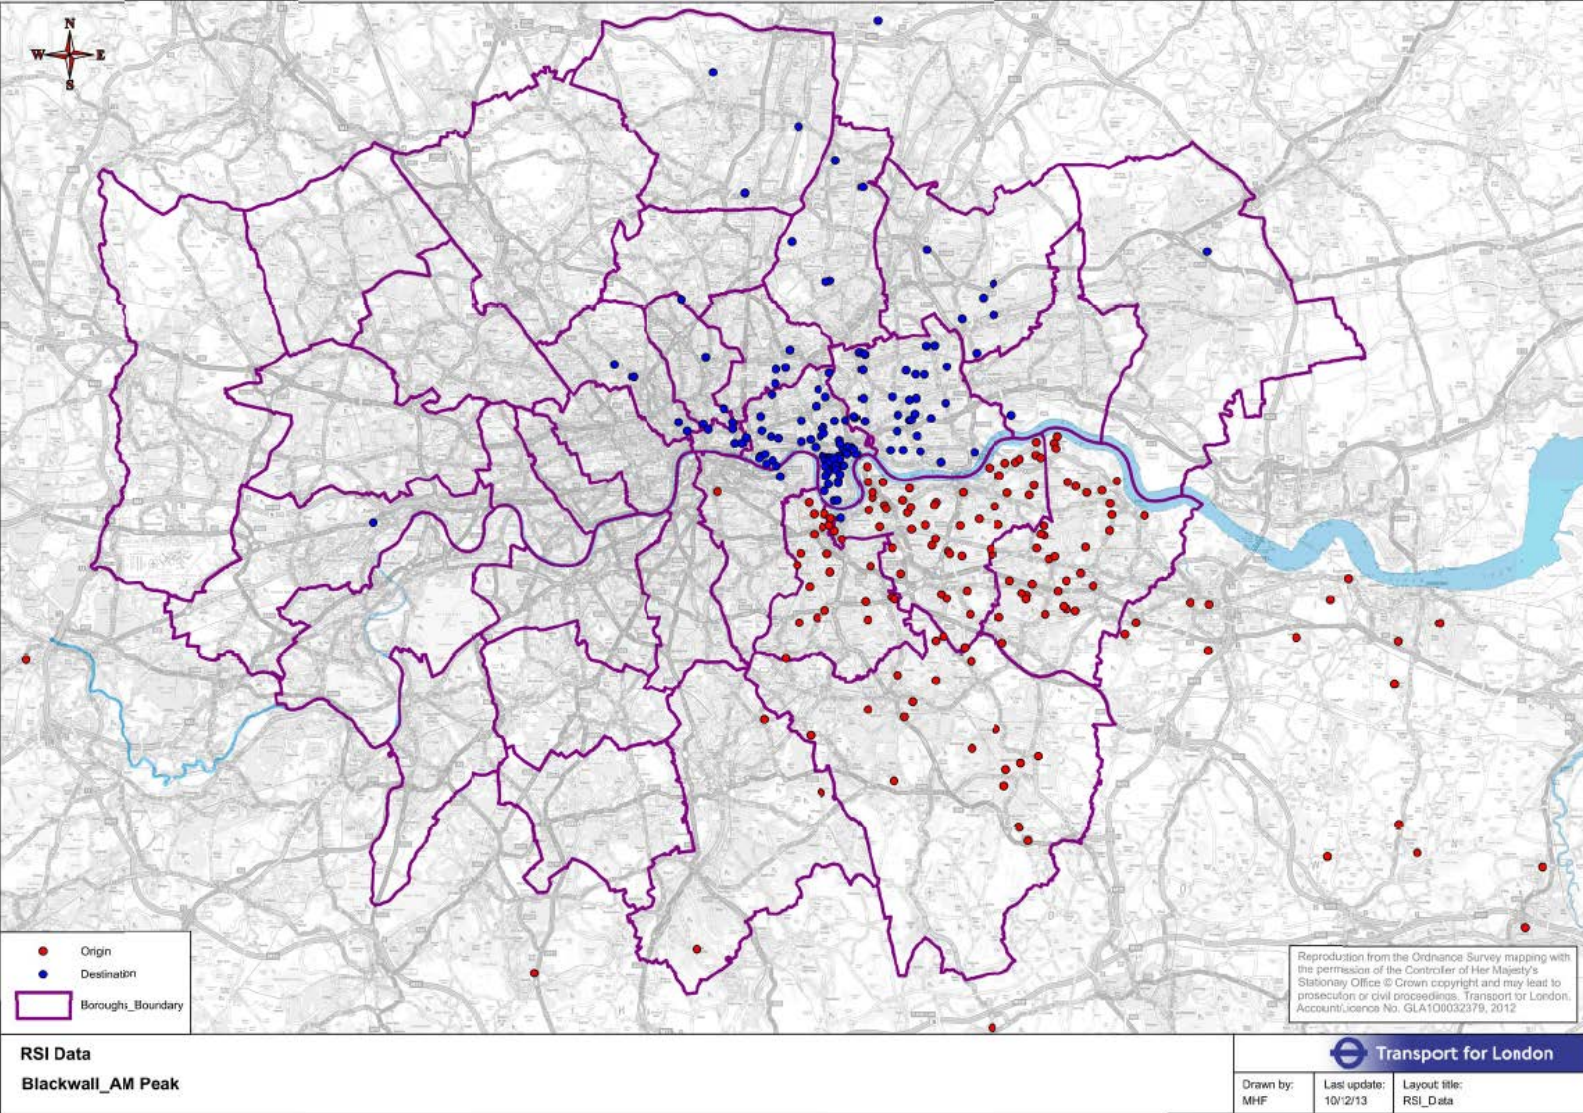 N
W E
S
Origin
Destination
Boroughs_Boundary
Reproduction from the Ordnance Survey mapping with
the permission of the Controller of Her Majesty's
Stationary Office © Crown copyright and may lead to
prosecution or civil proceedings. Transport for London.
Account/Licence No. GLA100032379, 2012
RSI Data
Blackwall_AM Peak
Transport for London
Drawn by:
MHF
Last update:
10/12/13
Layout title:
RSI_Data